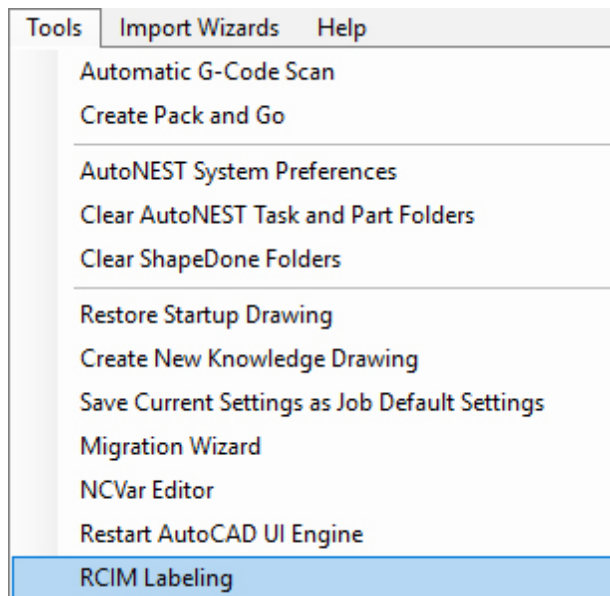 Tools Import Wizards Help
Automatic G-Code Scan
Create Pack and Go
AutoNEST System Preferences
Clear AutoNEST Task and Part Folders
Clear ShapeDone Folders
Restore Startup Drawing
Create New Knowledge Drawing
Save Current Settings as Job Default Settings
Migration Wizard
NCVar Editor
Restart AutoCAD UI Engine
RCIM Labeling